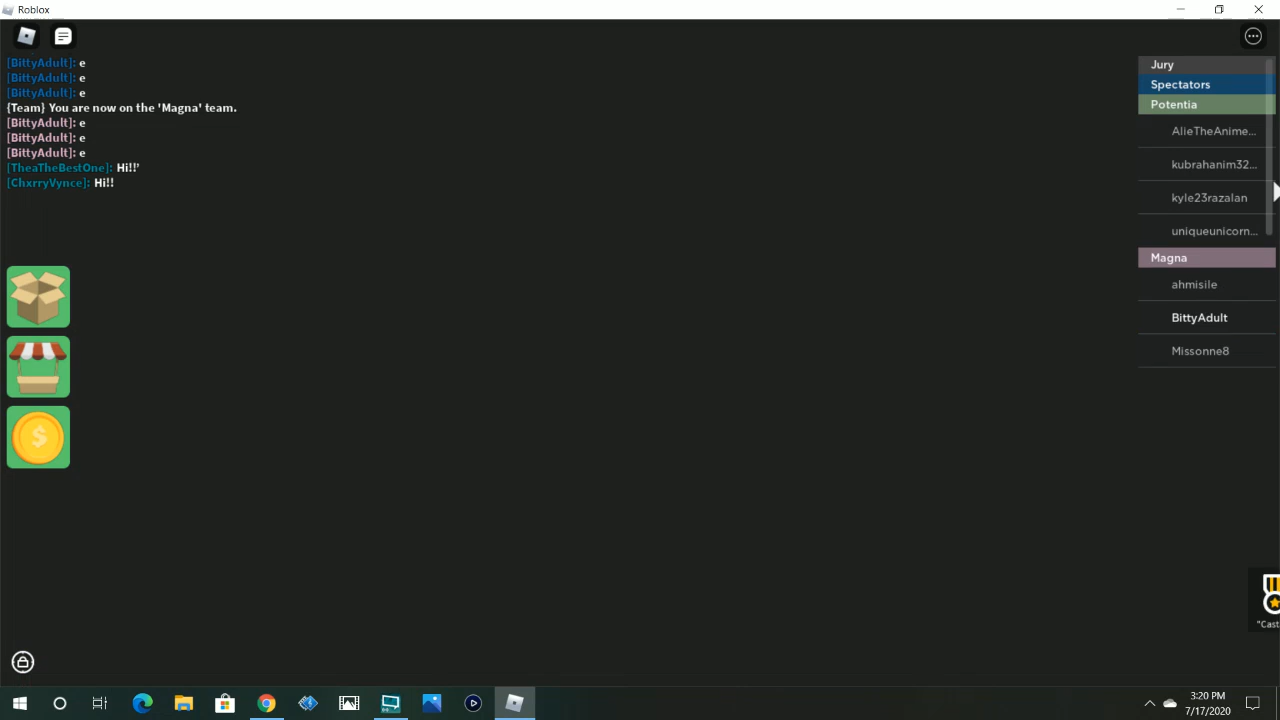 Roblox
[BittyAdult]: e
[BittyAdult]: e
[BittyAdult]: e
{Team} You are now on the 'Magna' team.
[BittyAdult]: e
[BittyAdult]: e
[BittyAdult]: e
[TheaTheBestOne]: Hi!!'
[ChxrryVynce]: Hi!!
Jury
Spectators
Potentia
AlieTheAnime...
kubrahanim32...
kyle23razalan
uniqueunicorn...
Magna
ahmisile
BittyAdult
Missonne8
"Cast
3:20 PM
7/17/2020